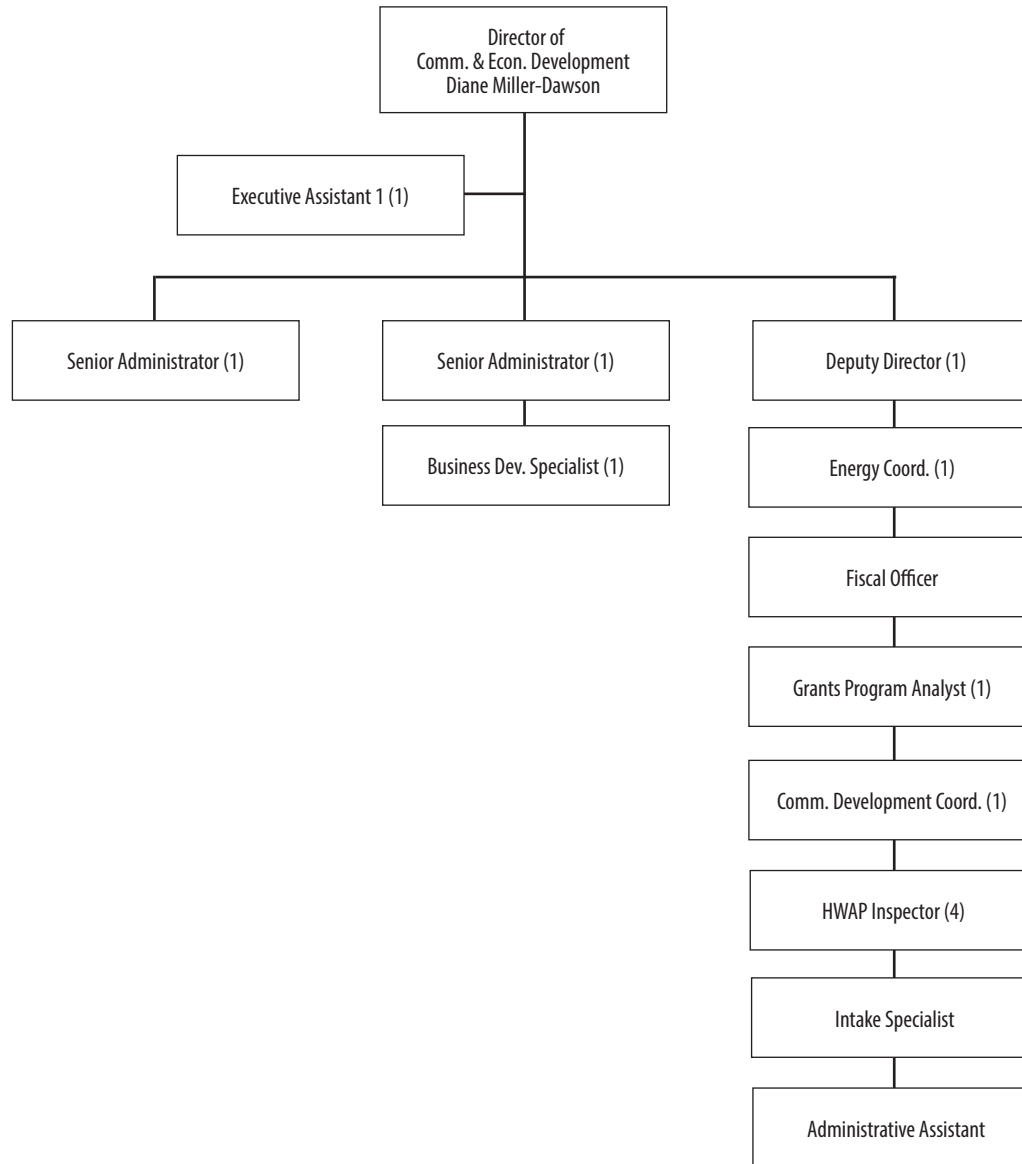 Director of
Comm. & Econ. Development
Diane Miller-Dawson
Executive Assistant 1 (1)
Senior Administrator (1)
Senior Administrator (1)
Deputy Director (1)
Business Dev. Specialist (1)
Energy Coord. (1)
Fiscal Officer
Grants Program Analyst (1)
Comm. Development Coord. (1)
HWAP Inspector (4)
Intake Specialist
Administrative Assistant